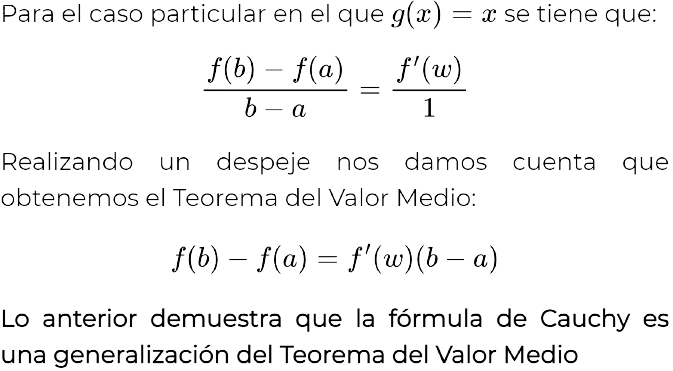 Para el caso particular en el que g(x) = x se tiene que:
\frac{f(b) - f(a)}{b - a} = \frac{f'(w)}{1}
Realizando un despeje nos damos cuenta que
obtenemos el Teorema del Valor Medio:
f(b) - f(a) = f'(w)(b - a)
Lo anterior demuestra que la fórmula de Cauchy es
una generalización del Teorema del Valor Medio